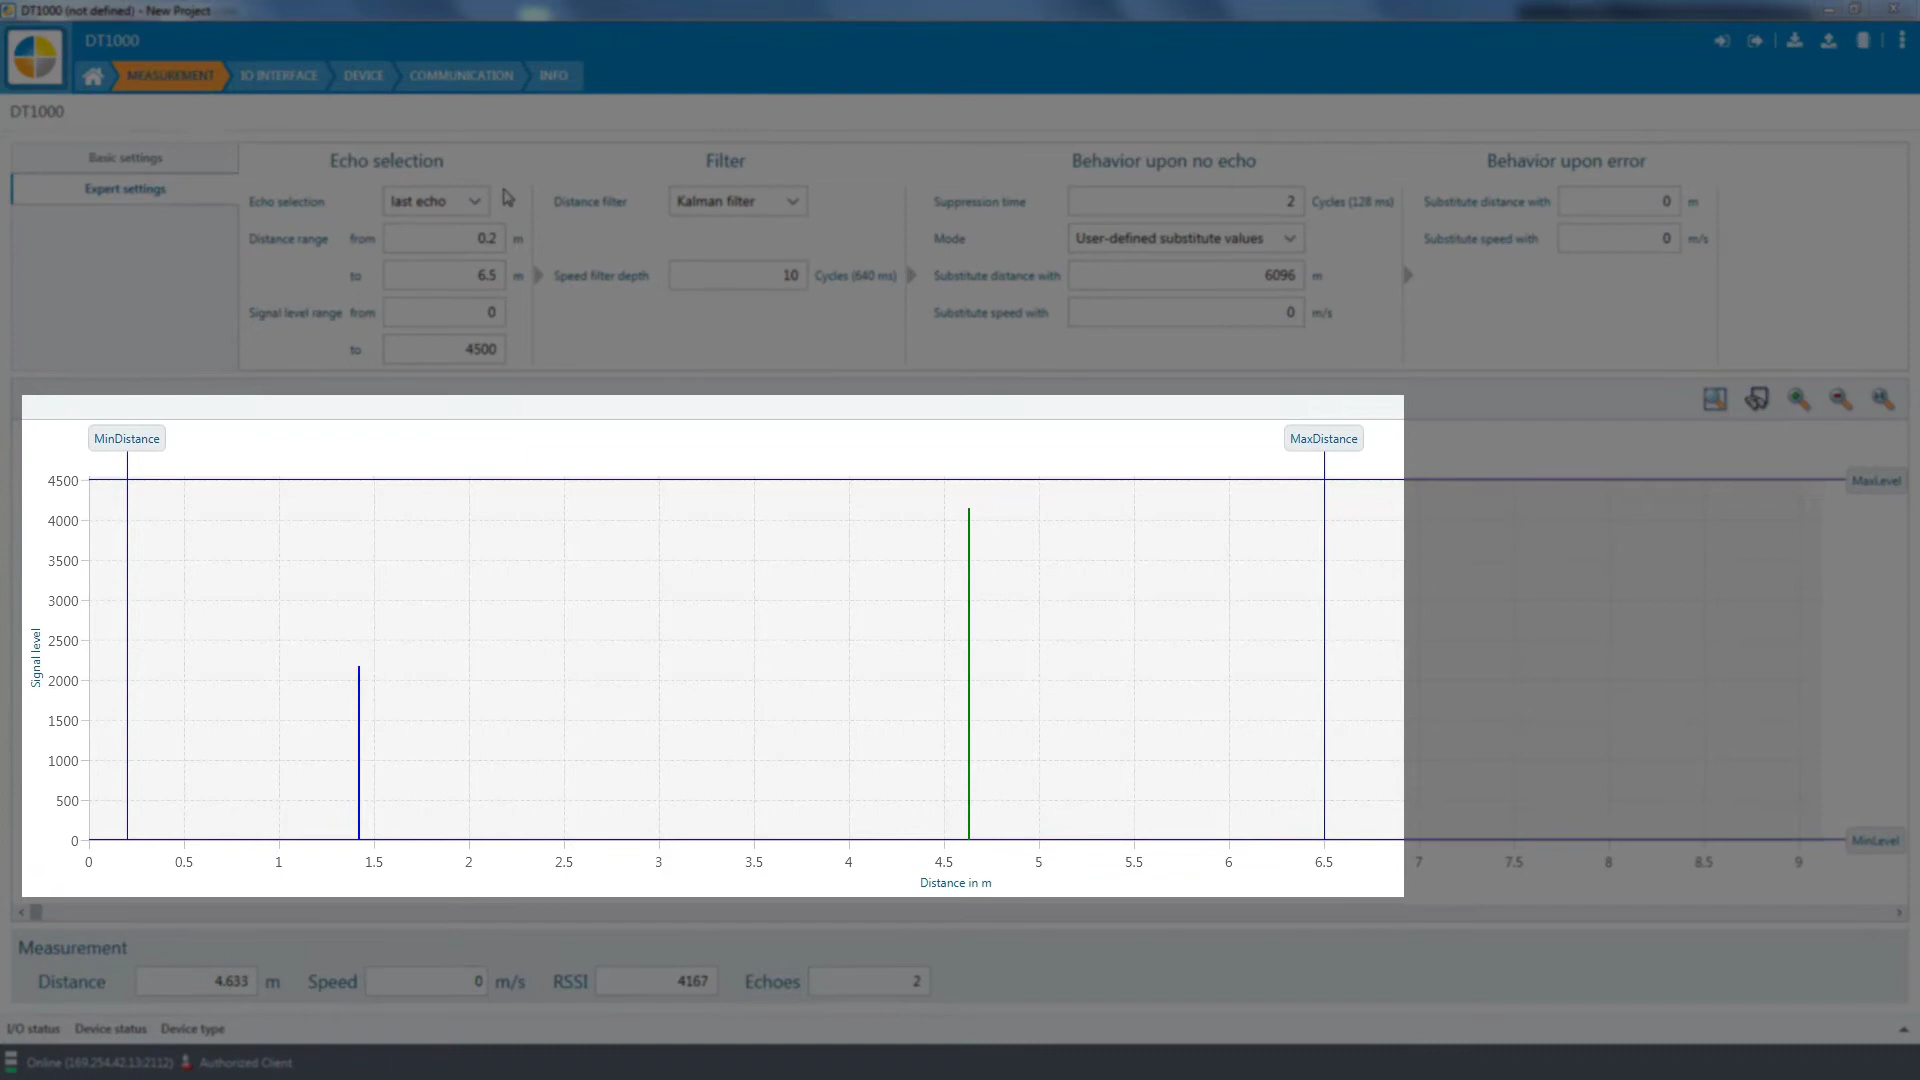 DT1000 (not defined) - New Project
DT1000
MEASUREMENT IO INTERFACE DEVICE COMMUNICATION INFO
DT1000
Basic settings
Expert settings
Echo selection
Echo selection last echo
Distance range from 0.2 m
to 6.5 m
Signal level range from 0
to 4500
Filter
Distance filter Kalman filter
Speed filter depth 10 Cycles (640 ms)
Behavior upon no echo
Suppression time 2 Cycles (128 ms)
Mode User-defined substitute values
Substitute distance with 6096 m
Substitute speed with 0 m/s
Behavior upon error
Substitute distance with 0 m
Substitute speed with 0 m/s
MinDistance MaxDistance
4500 MaxLevel
4000
3500
3000
2500
2000
1500
1000
500
0 MinLevel
Signal level
0 0.5 1 1.5 2 2.5 3 3.5 4 4.5 5 5.5 6 6.5 7 7.5 8 8.5 9
Distance in m
Measurement
Distance 4.633 m Speed 0 m/s RSSI 4167 Echoes 2
I/O status Device status Device type
Online (169.254.42.13:2112) Authorized Client